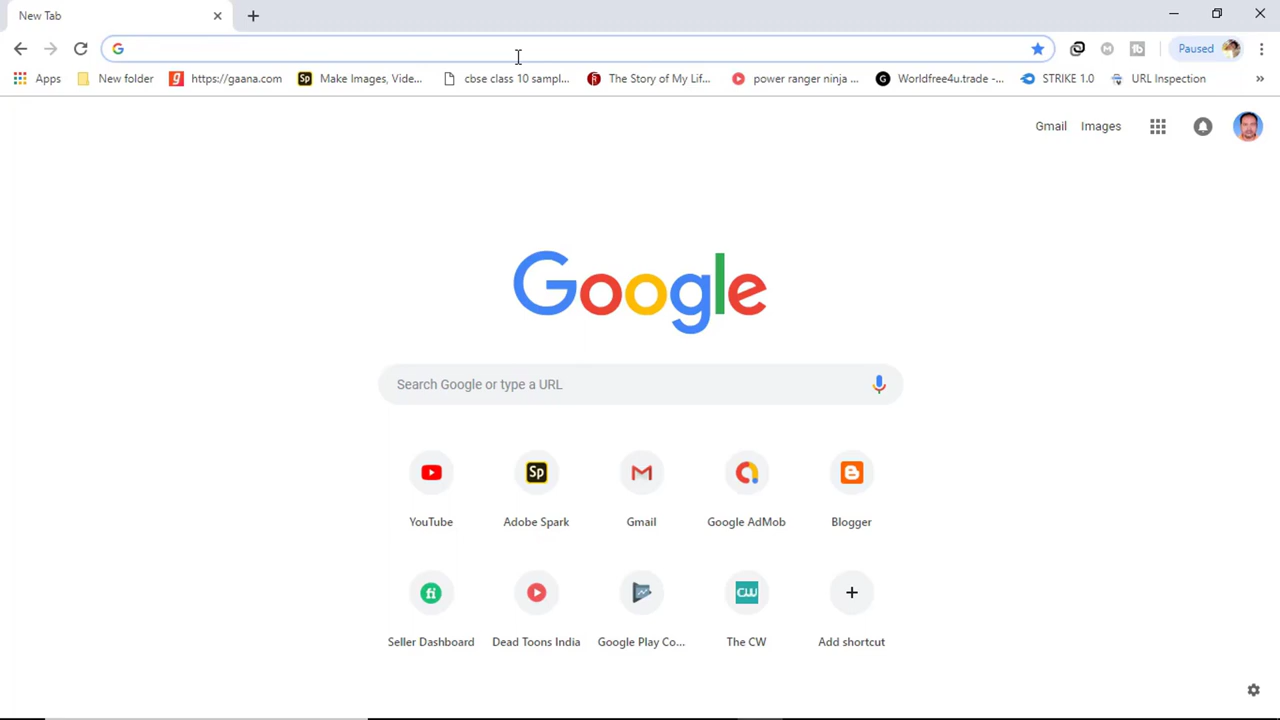 New Tab
Paused
Apps New folder https://gaana.com Make Images, Vide... cbse class 10 sampl... The Story of My Lif... power ranger ninja ... Worldfree4u.trade -... STRIKE 1.0 URL Inspection »
Gmail Images
Google
Search Google or type a URL
YouTube Adobe Spark Gmail Google AdMob Blogger
Seller Dashboard Dead Toons India Google Play Co... The CW Add shortcut